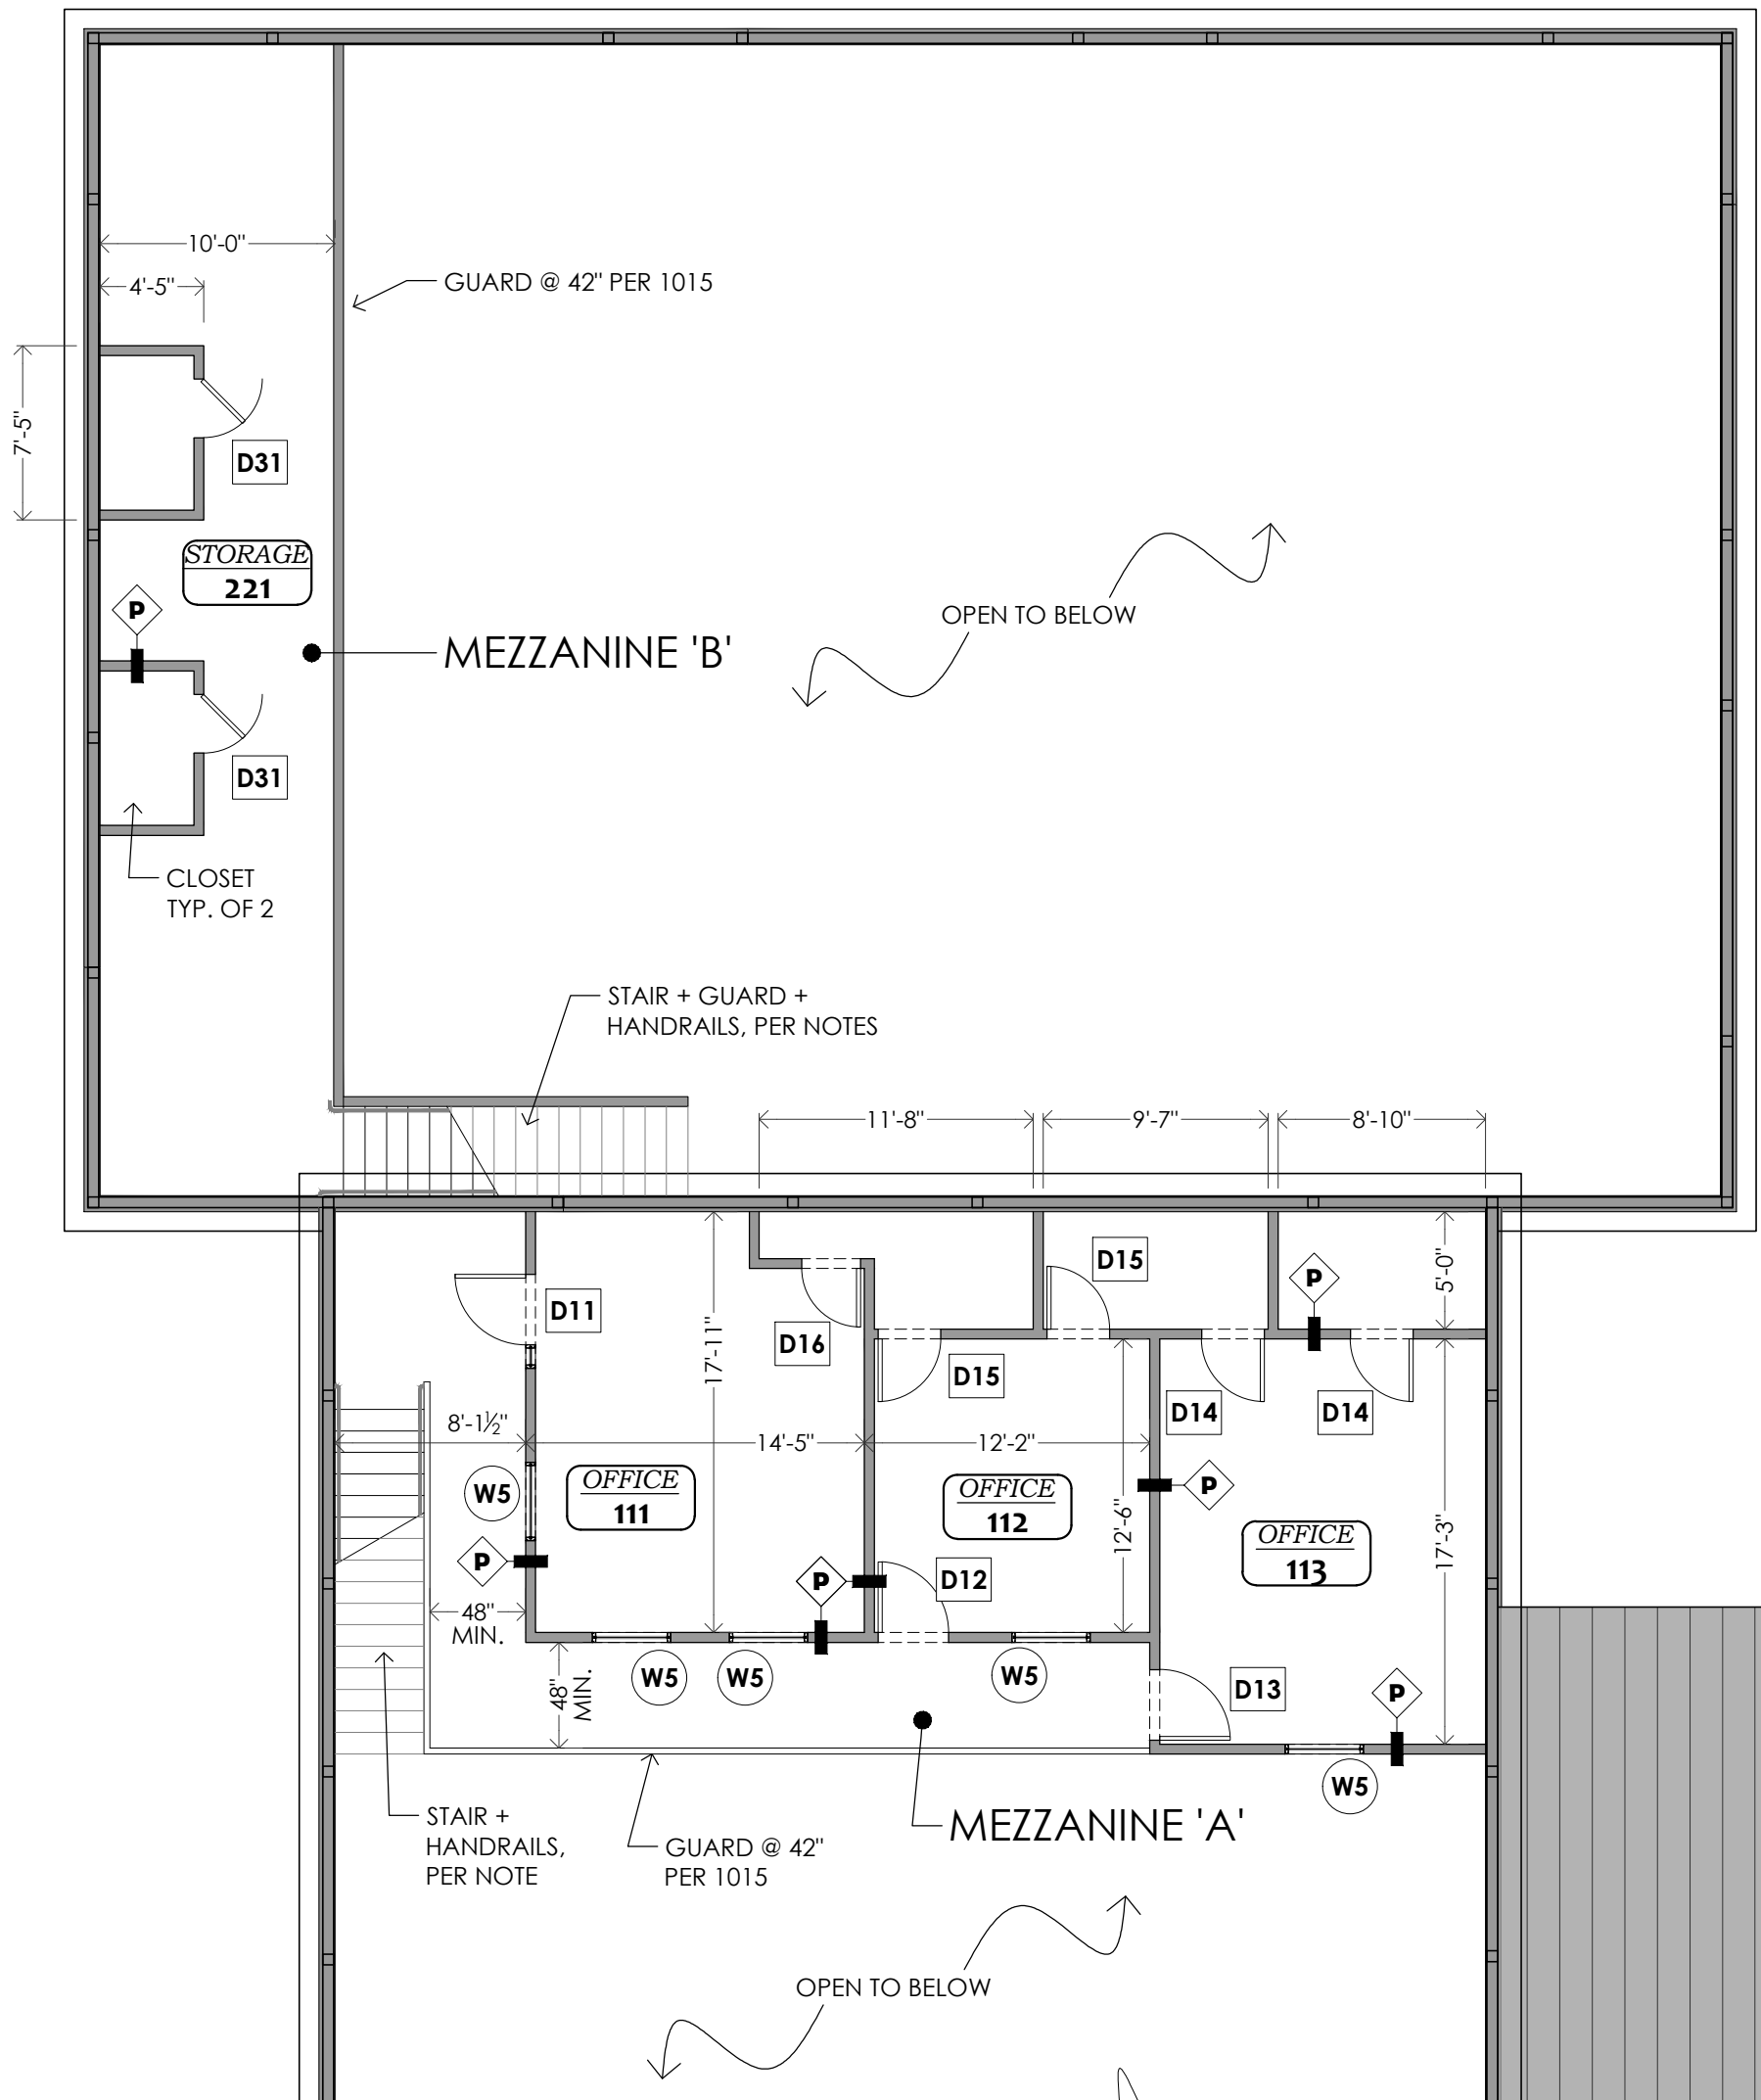 10'-0"
4'-5"
GUARD @ 42" PER 1015
7'-5"
D31
STORAGE
221
P
OPEN TO BELOW
MEZZANINE 'B'
D31
CLOSET
TYP. OF 2
STAIR + GUARD +
HANDRAILS, PER NOTES
11'-8"
9'-7"
8'-10"
D15
5'-0"
P
D11
17'-11"
D16
D15
D14
D14
8'-1½"
14'-5"
12'-2"
W5
OFFICE
111
OFFICE
112
P
12'-6"
OFFICE
113
17'-3"
P
P
D12
48"
MIN.
W5
W5
48"
MIN.
W5
D13
P
W5
STAIR +
HANDRAILS,
PER NOTE
GUARD @ 42"
PER 1015
MEZZANINE 'A'
OPEN TO BELOW